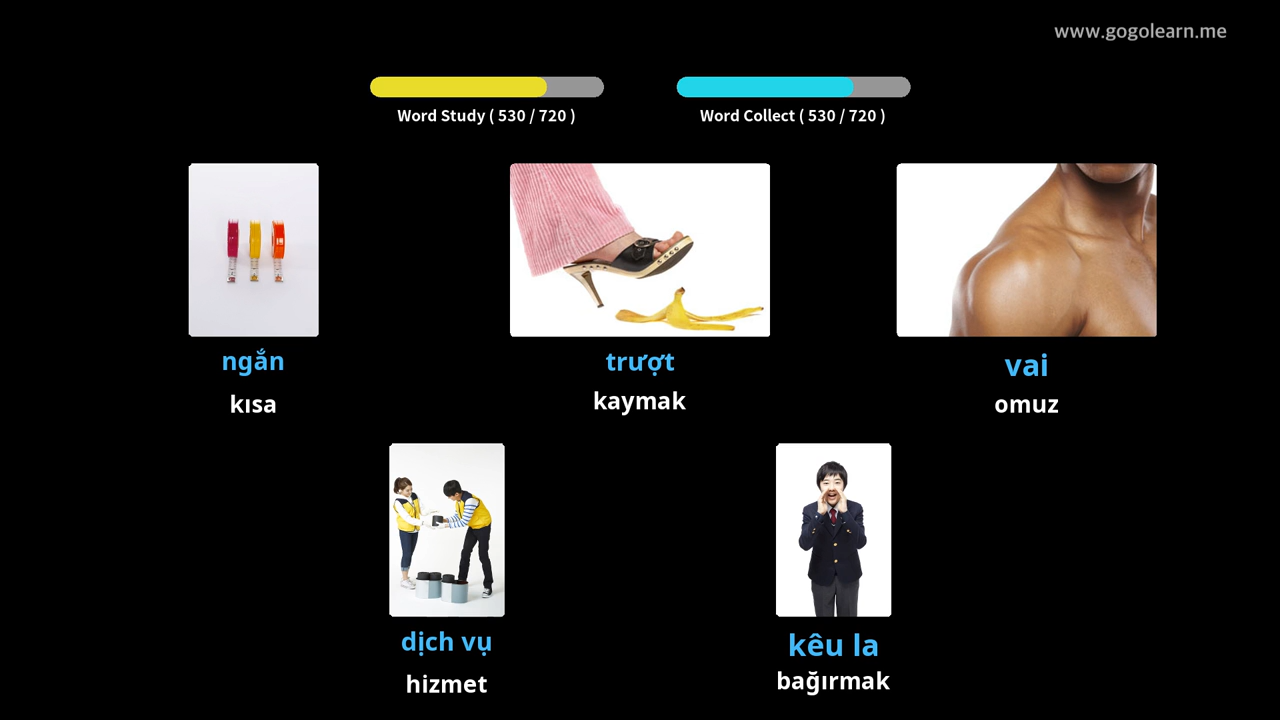 www.gogolearn.me
Word Study ( 530 / 720 )
Word Collect ( 530 / 720 )
ngắn
kısa
trượt
kaymak
vai
omuz
dịch vụ
hizmet
kêu la
bağırmak